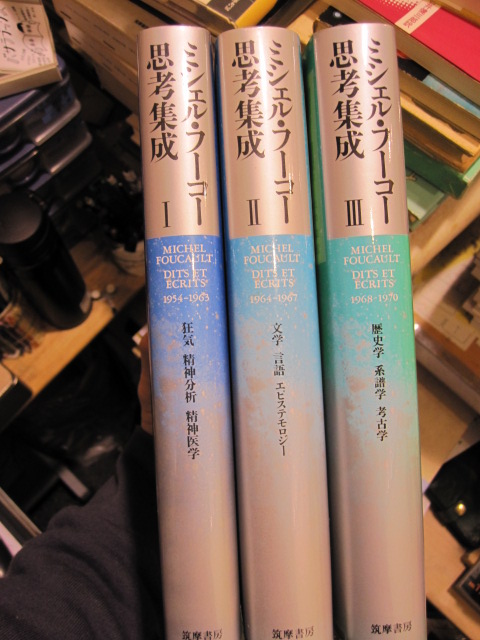 ミシェル・フーコー
思考集成
I
MICHEL
FOUCAULT
DITS ET
ECRITS
1954-1963
狂気 精神分析 精神医学
筑摩書房
ミシェル・フーコー
思考集成
II
MICHEL
FOUCAULT
DITS ET
ECRITS
1964-1967
文学 言語 エピステモロジー
筑摩書房
ミシェル・フーコー
思考集成
III
MICHEL
FOUCAULT
DITS ET
ECRITS
1968-1970
歴史学 系譜学 考古学
筑摩書房